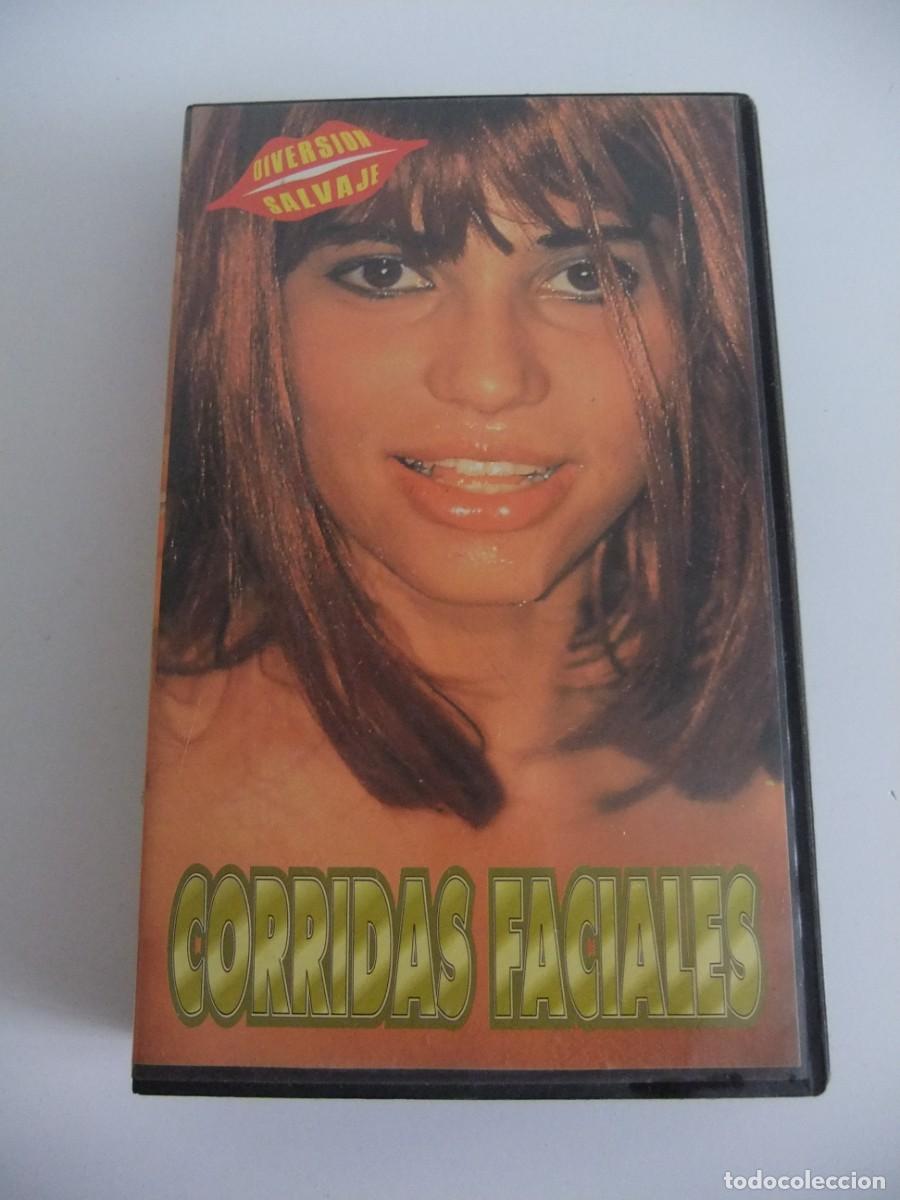 DIVERSION
SALVAJE
CORRIDAS FACIALES
todocoleccion